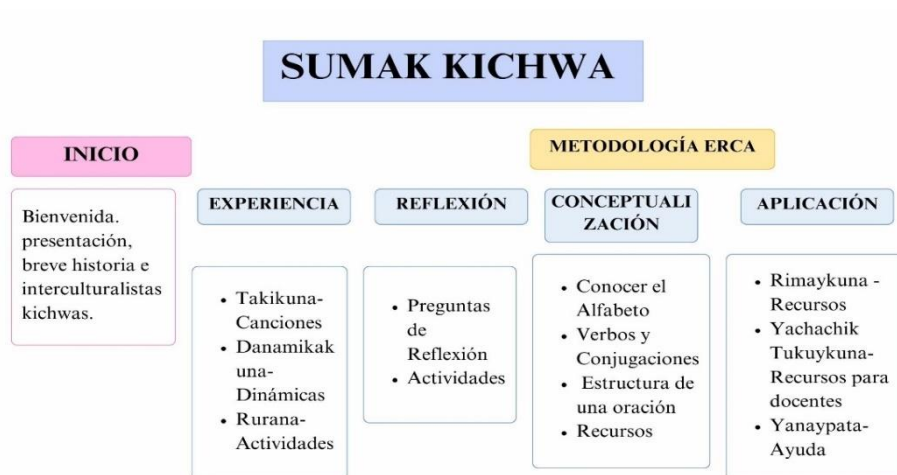 SUMAK KICHWA
INICIO
Bienvenida.
presentación,
breve historia e
interculturalistas
kichwas.
METODOLOGÍA ERCA
EXPERIENCIA
• Takikuna-
Canciones
• Danamikak
una-
Dinámicas
• Rurana-
Actividades
REFLEXIÓN
• Preguntas
de
Reflexión
• Actividades
CONCEPTUALI
ZACIÓN
• Conocer el
Alfabeto
• Verbos y
Conjugaciones
• Estructura de
una oración
• Recursos
APLICACIÓN
• Rimaykuna -
Recursos
• Yachachik
Tukuykuna-
Recursos para
docentes
• Yanaypata-
Ayuda